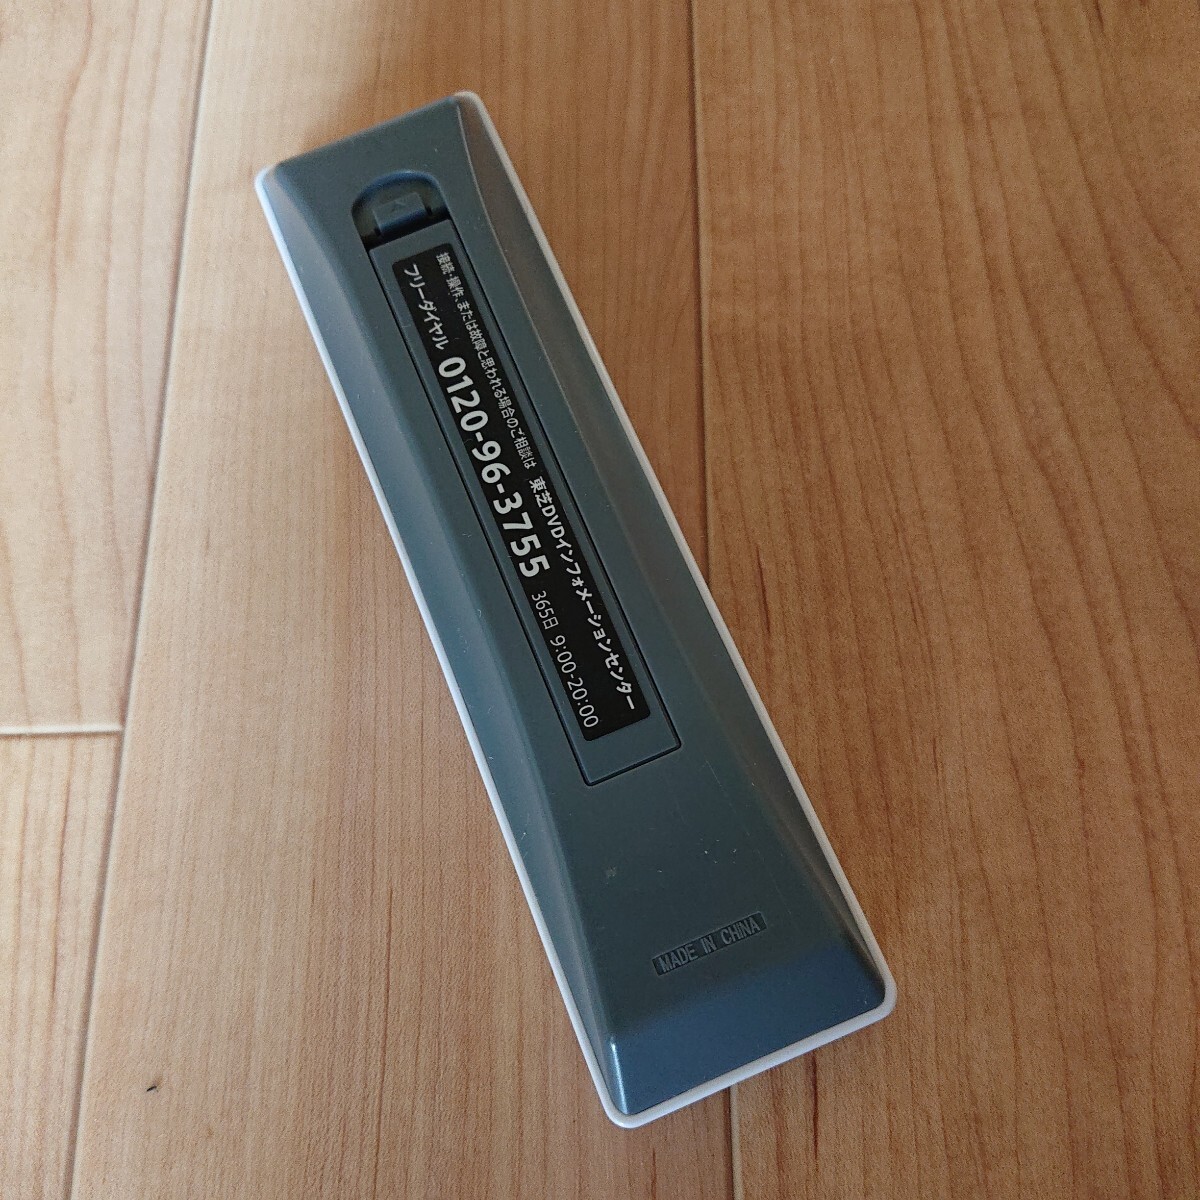 接続・操作、または故障と思われる場合のご相談は 東芝DVDインフォメーションセンター
フリーダイヤル 0120-96-3755 365日 9:00-20:00
MADE IN CHINA